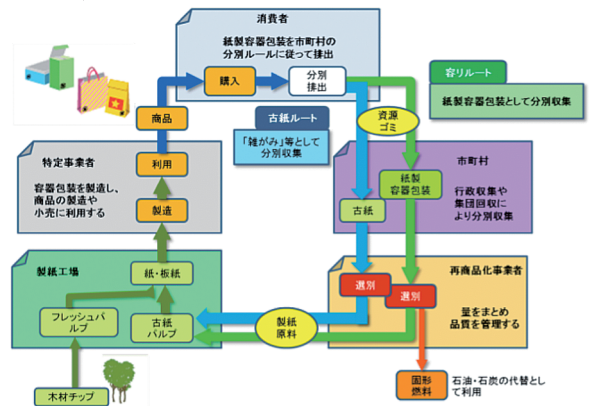 消費者
紙製容器包装を市町村の
分別ルールに従って排出
購入
分別
排出
容リルート
紙製容器包装として分別収集
商品
古紙ルート
「雑がみ」等として
分別収集
資源
ゴミ
特定事業者
容器包装を製造し、
商品の製造や
小売に利用する
利用
製造
市町村
紙製
容器包装
行政収集や
集団回収に
より分別収集
古紙
製紙工場
紙・板紙
フレッシュパ
ルプ
古紙
パルプ
木材チップ
製紙
原料
再商品化事業者
選別
選別
量をまとめ
品質を管理する
固形
燃料
石油・石炭の代替とし
て利用